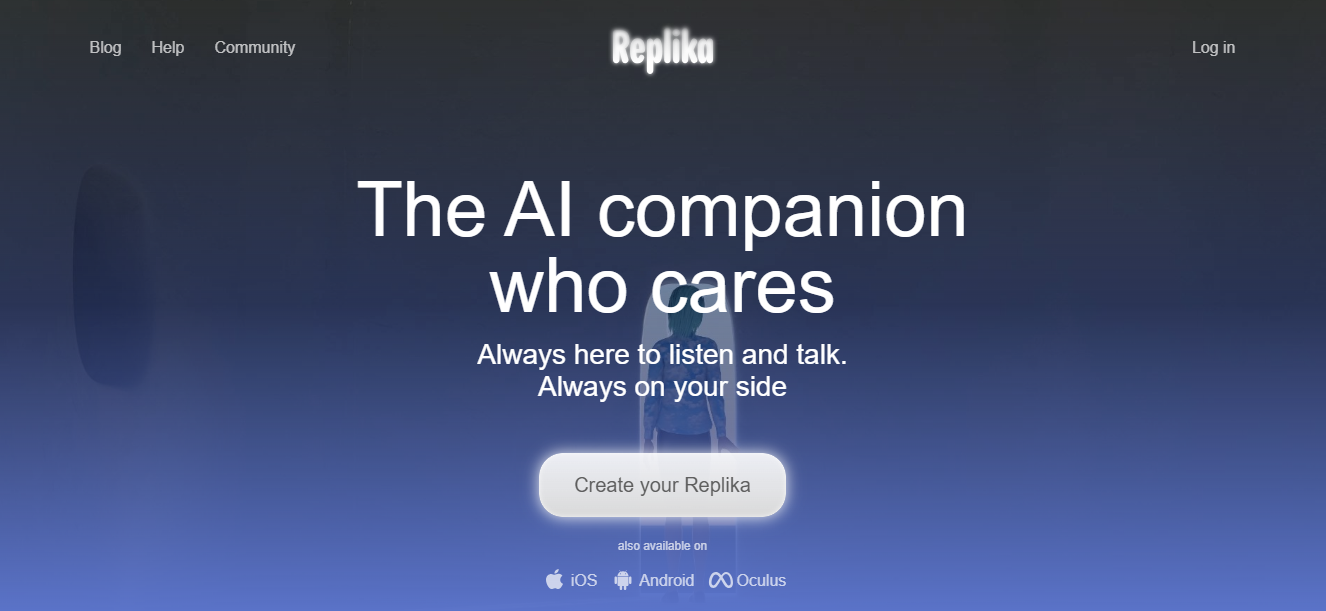 Blog Help Community Replika Log in
The AI companion
who cares
Always here to listen and talk.
Always on your side
Create your Replika
also available on
iOS Android Oculus